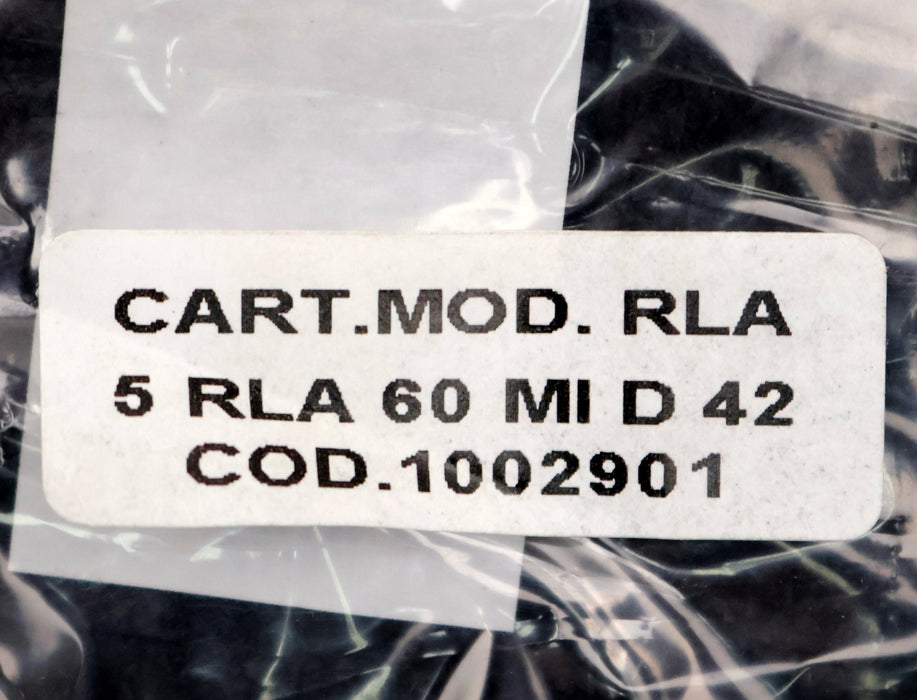 CART.MOD. RLA
5 RLA 60 MI D 42
COD.1002901